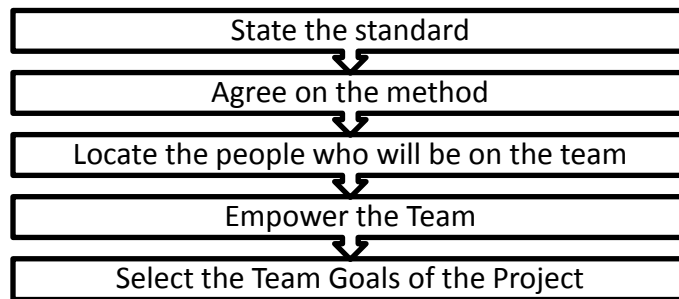 State the standard
Agree on the method
Locate the people who will be on the team
Empower the Team
Select the Team Goals of the Project